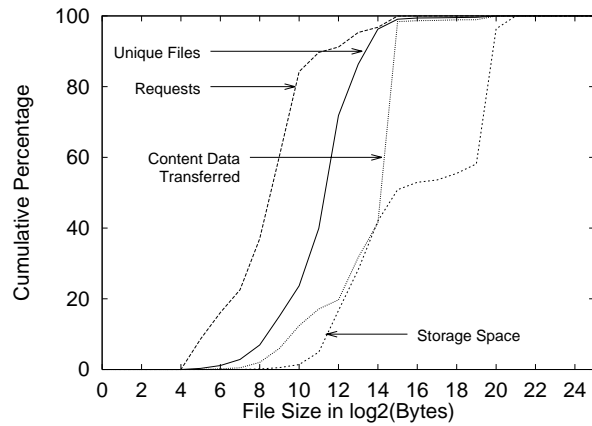 Cumulative Percentage
100
80
60
40
20
0
Unique Files
Requests
Content Data
Transferred
Storage Space
0 2 4 6 8 10 12 14 16 18 20 22 24
File Size in log2(Bytes)